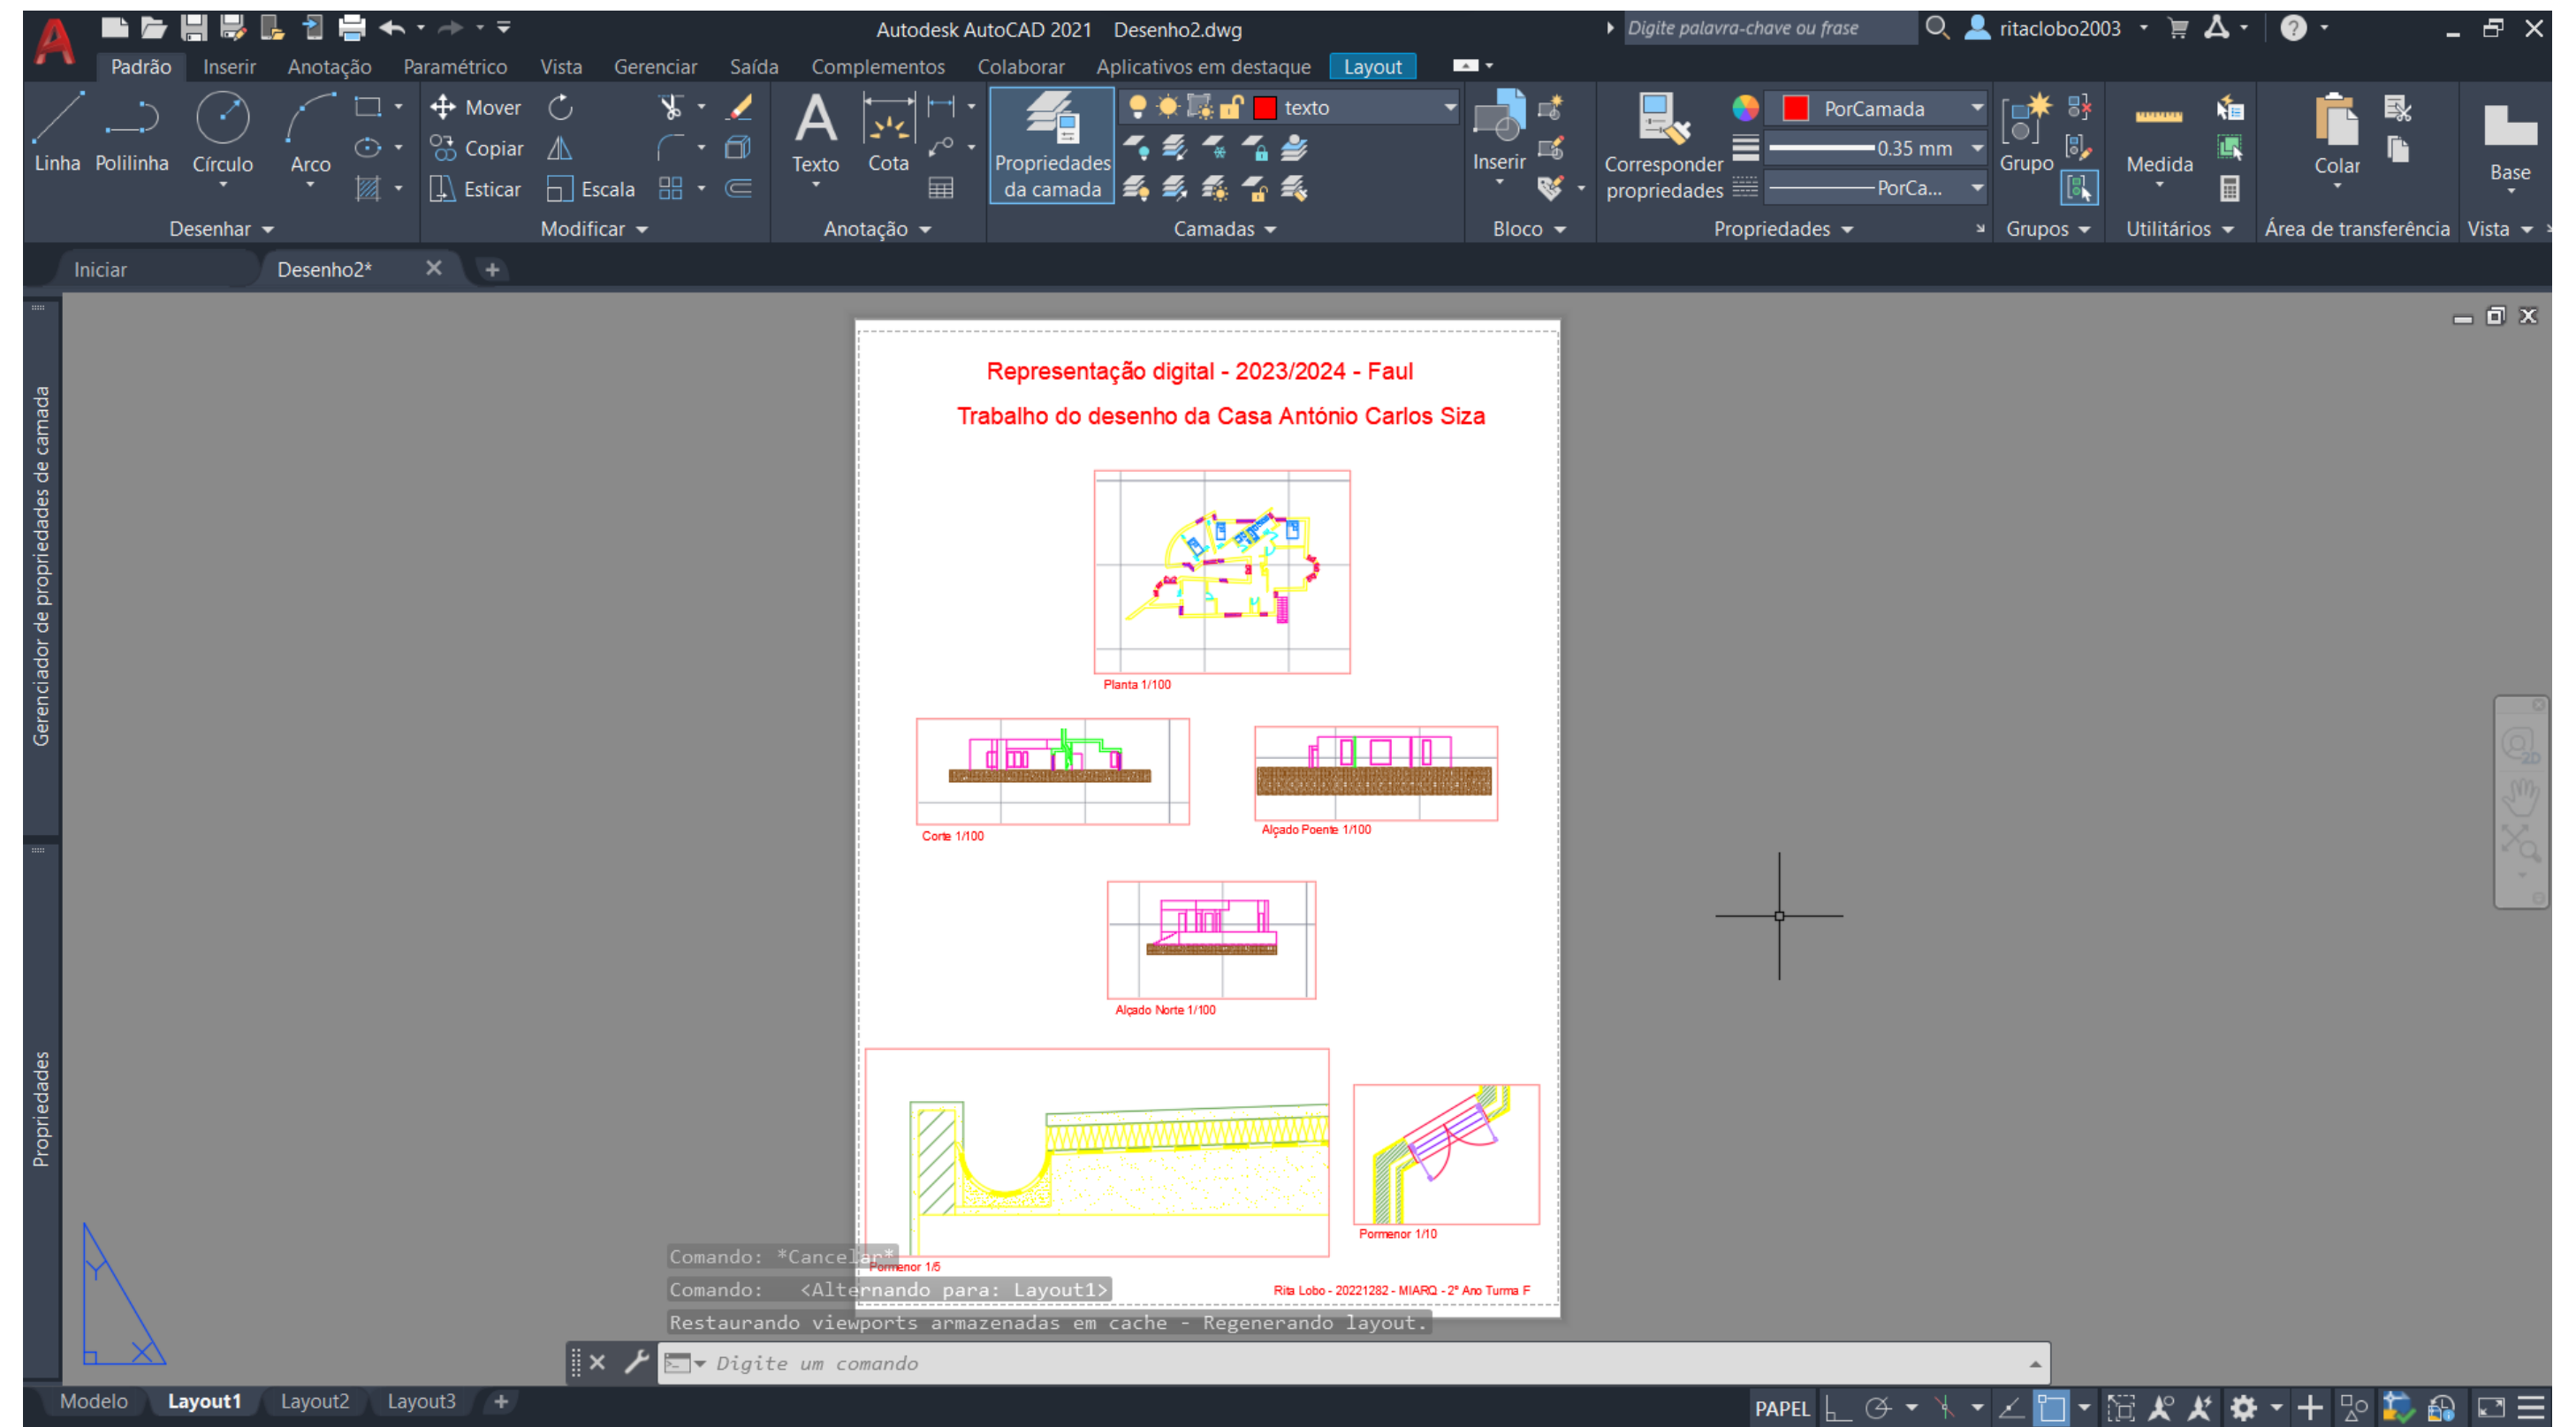 Autodesk AutoCAD 2021 Desenho2.dwg
Digite palavra-chave ou frase
ritaclobo2003
Padrão Inserir Anotação Paramétrico Vista Gerenciar Saída Complementos Colaborar Aplicativos em destaque Layout
Linha Polilinha Círculo Arco
Mover
Copiar
Esticar Escala
Texto Cota
Propriedades da camada
texto
Inserir
Corresponder propriedades
PorCamada
0.35 mm
PorCa...
Grupo
Medida
Colar
Base
Desenhar Modificar Anotação Camadas Bloco Propriedades Grupos Utilitários Área de transferência Vista
Iniciar Desenho2*
Gerenciador de propriedades de camada
Propriedades
Representação digital - 2023/2024 - Faul
Trabalho do desenho da Casa António Carlos Siza
Planta 1/100
Corte 1/100
Alçado Poente 1/100
Alçado Norte 1/100
Pormenor 1/10
Pormenor 1/5
Rita Lobo - 20221282 - MIARQ - 2º Ano Turma F
2D
Y
X
Comando: *Cancelar*
Comando: <Alternando para: Layout1>
Restaurando viewports armazenadas em cache - Regenerando layout.
Digite um comando
Modelo Layout1 Layout2 Layout3
PAPEL